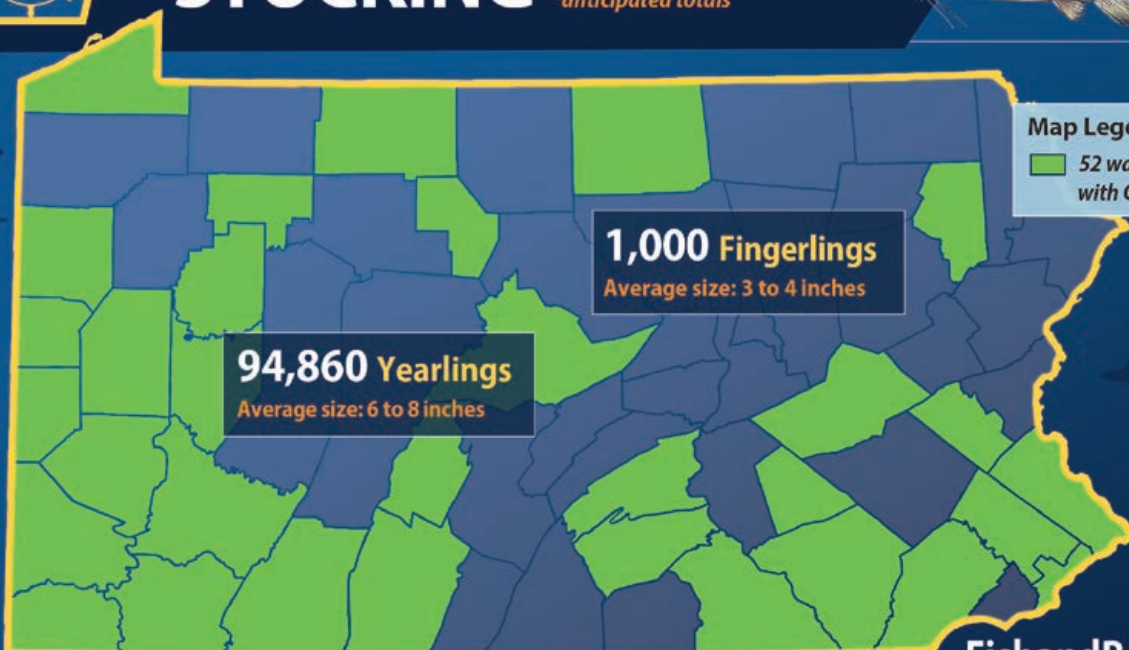 STOCKING
anticipated totals
Map Lege
52 wa
with C
1,000 Fingerlings
Average size: 3 to 4 inches
94,860 Yearlings
Average size: 6 to 8 inches